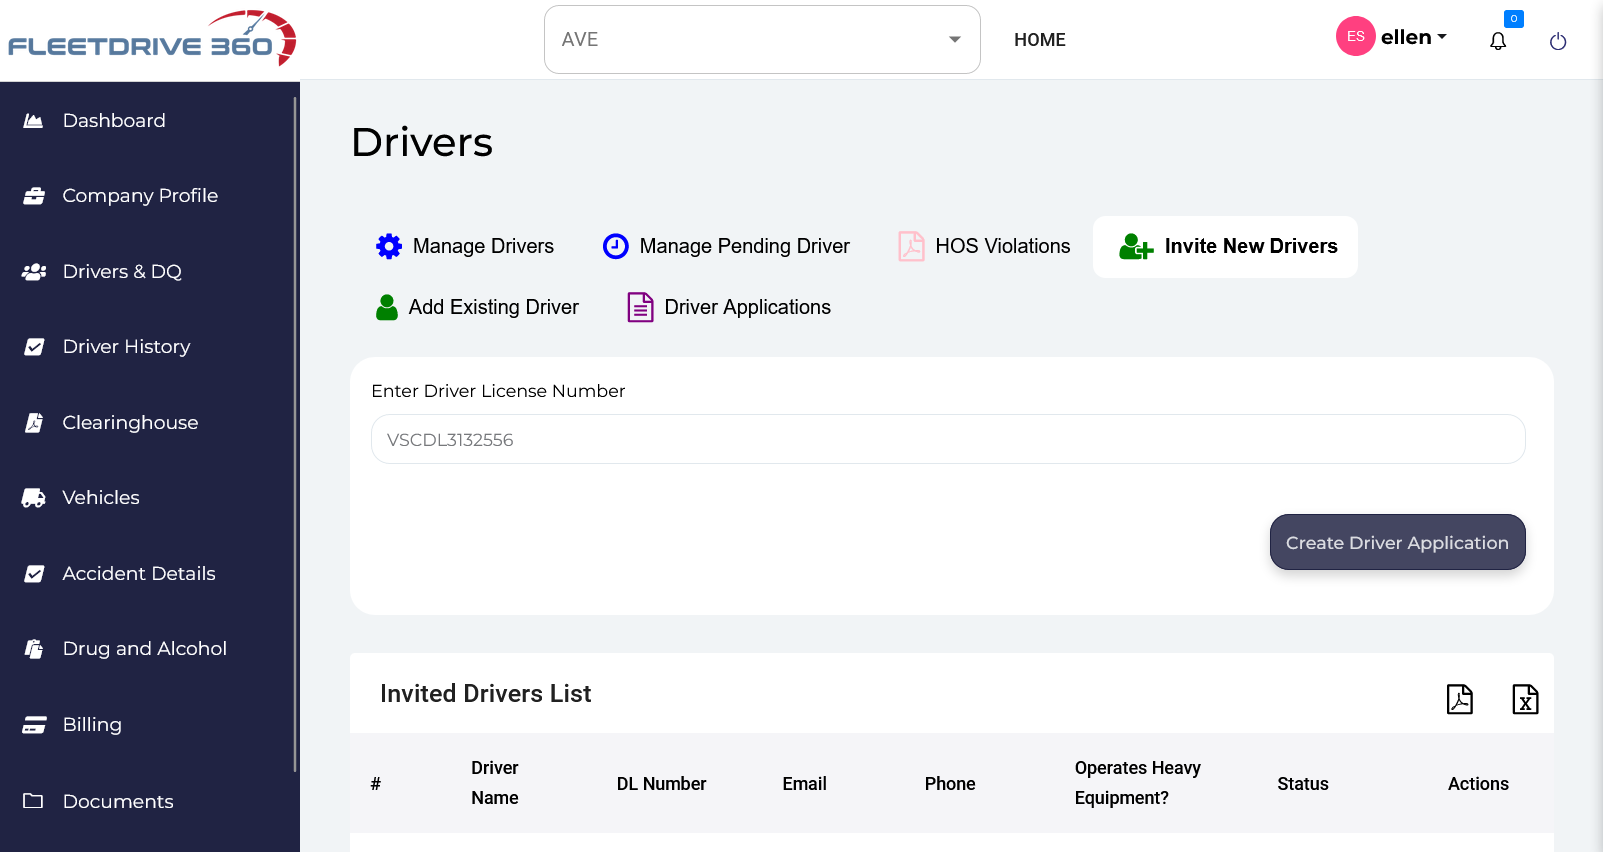 FLEETDRIVE 360
AVE
HOME
ES
ellen
0
Dashboard
Company Profile
Drivers & DQ
Driver History
Clearinghouse
Vehicles
Accident Details
Drug and Alcohol
Billing
Documents
Drivers
Manage Drivers
Manage Pending Driver
HOS Violations
Invite New Drivers
Add Existing Driver
Driver Applications
Enter Driver License Number
VSCDL3132556
Create Driver Application
Invited Drivers List
#
Driver
Name
DL Number
Email
Phone
Operates Heavy
Equipment?
Status
Actions